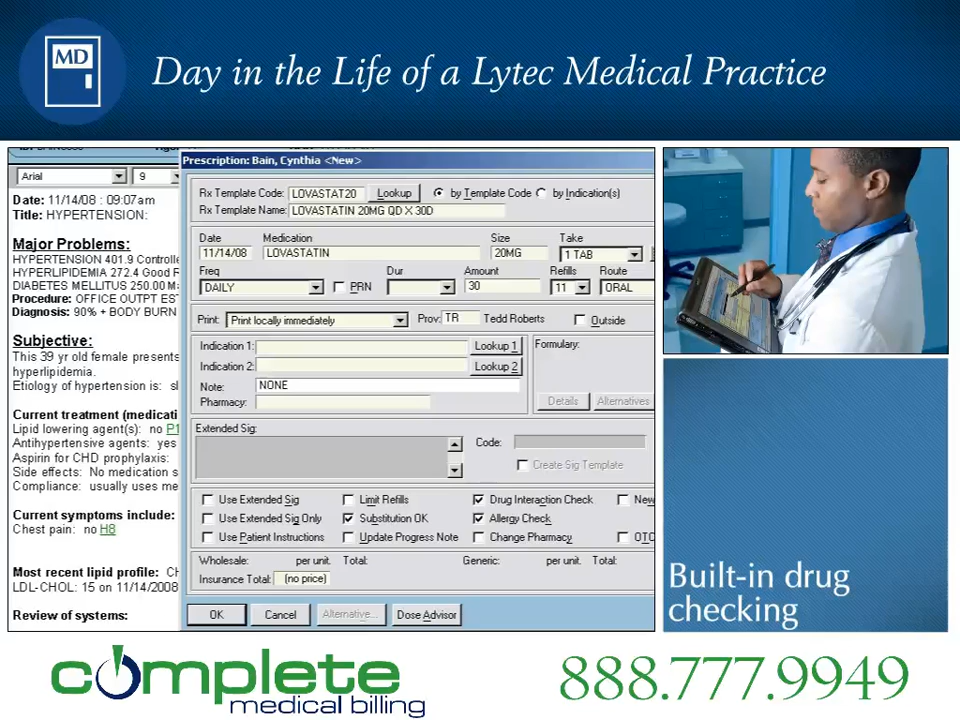 MD
Day in the Life of a Lytec Medical Practice
Arial
9
Date: 11/14/08 : 09:07am
Title: HYPERTENSION:
Major Problems:
HYPERTENSION 401.9 Controlle
HYPERLIPIDEMIA 272.4 Good R
DIABETES MELLITUS 250.00 M
Procedure: OFFICE OUTPT EST
Diagnosis: 90% + BODY BURN
Subjective:
This 39 yr old female presents
hyperlipidemia.
Etiology of hypertension is:
Current treatment (medicati
Lipid lowering agent(s): no P1
Antihypertensive agents: yes
Aspirin for CHD prophylaxis:
Side effects: No medication s
Compliance: usually uses me
Current symptoms include:
Chest pain: no H8
Most recent lipid profile: CH
LDL-CHOL: 15 on 11/14/2008
Review of systems:
Prescription: Bain, Cynthia <New>
Rx Template Code: LOVASTAT20 Lookup by Template Code by Indication(s)
Rx Template Name: LOVASTATIN 20MG QD X 30D
Date Medication Size Take
11/14/08 LOVASTATIN 20MG 1 TAB
Freq Dur Amount Refills Route
DAILY PRN 30 11 ORAL
Print: Print locally immediately Prov: TR Tedd Roberts Outside
Indication 1: Lookup 1 Formulary:
Indication 2: Lookup 2
Note: NONE
Pharmacy: Details Alternatives
Extended Sig: Code:
Create Sig Template
Use Extended Sig Limit Refills Drug Interaction Check New
Use Extended Sig Only Substitution OK Allergy Check
Use Patient Instructions Update Progress Note Change Pharmacy OTC
Wholesale: per unit. Total: Generic: per unit. Total:
Insurance Total: (no price)
OK Cancel Alternative... Dose Advisor
Built-in drug
checking
complete
medical billing
888.777.9949